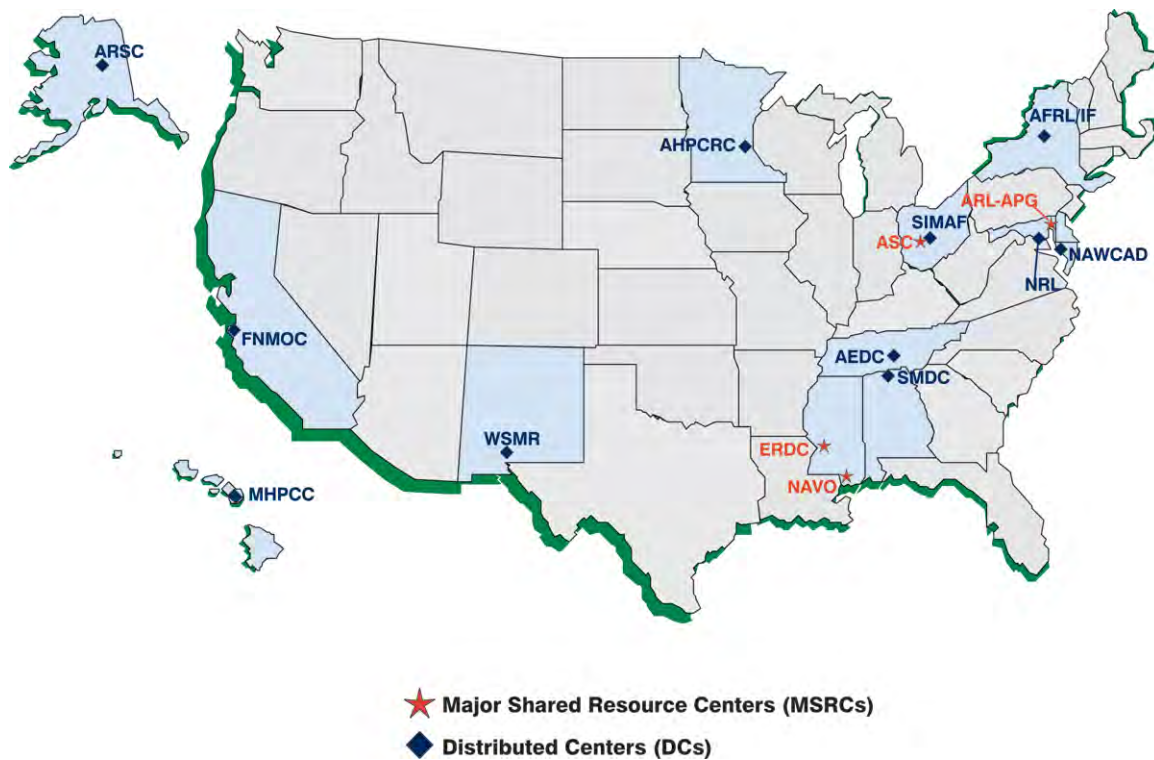 ARSC
AFRL/IF
AHPCRC
ARL-APG
SIMAF
ASC
NAWCAD
NRL
FNMOC
AEDC
SMDC
WSMR
ERDC
NAVO
MHPCC
Major Shared Resource Centers (MSRCs)
Distributed Centers (DCs)